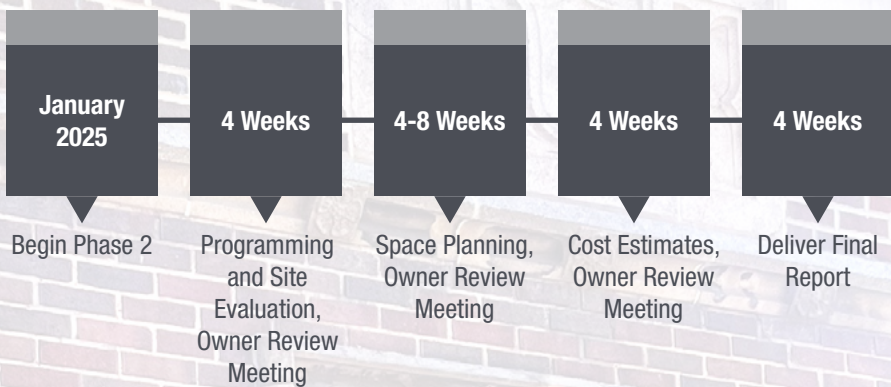 January
2025
4 Weeks
4-8 Weeks
4 Weeks
4 Weeks
Begin Phase 2
Programming
and Site
Evaluation,
Owner Review
Meeting
Space Planning,
Owner Review
Meeting
Cost Estimates,
Owner Review
Meeting
Deliver Final
Report